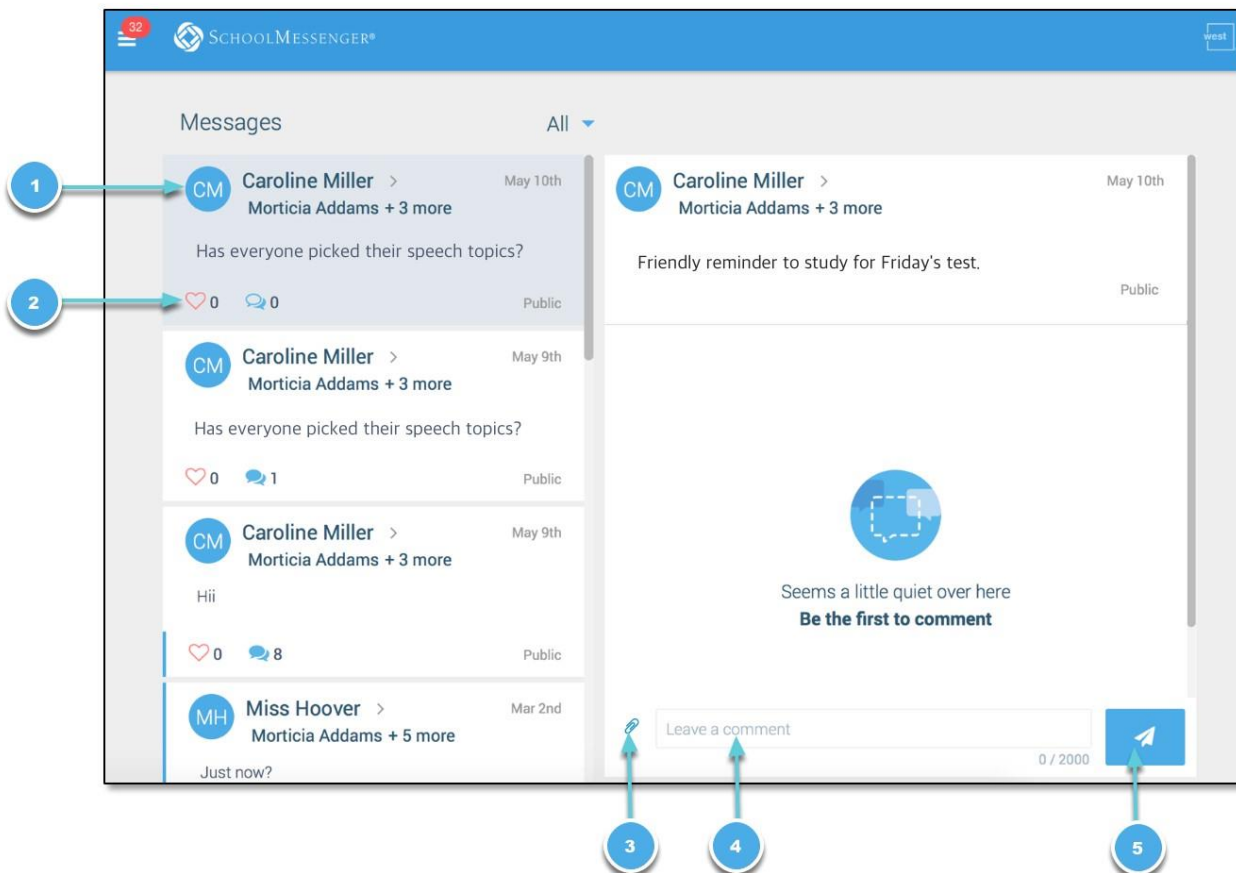 32
SCHOOLMESSENGER®
west
Messages
All
CM
Caroline Miller >
May 10th
Morticia Addams + 3 more
Has everyone picked their speech topics?
0
0
Public
CM
Caroline Miller >
May 9th
Morticia Addams + 3 more
Has everyone picked their speech topics?
0
1
Public
CM
Caroline Miller >
May 9th
Morticia Addams + 3 more
Hii
0
8
Public
MH
Miss Hoover >
Mar 2nd
Morticia Addams + 5 more
Just now?
CM
Caroline Miller >
May 10th
Morticia Addams + 3 more
Friendly reminder to study for Friday's test.
Public
Seems a little quiet over here
Be the first to comment
Leave a comment
0 / 2000
1
2
3
4
5